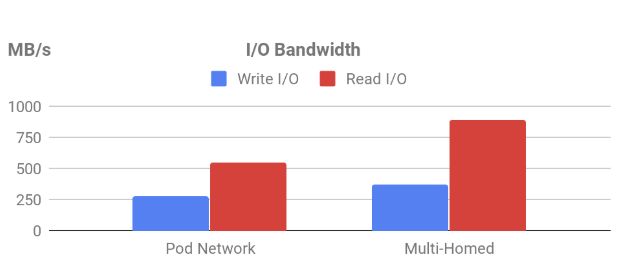 MB/s
I/O Bandwidth
Write I/O
Read I/O
1000
750
500
250
0
Pod Network
Multi-Homed